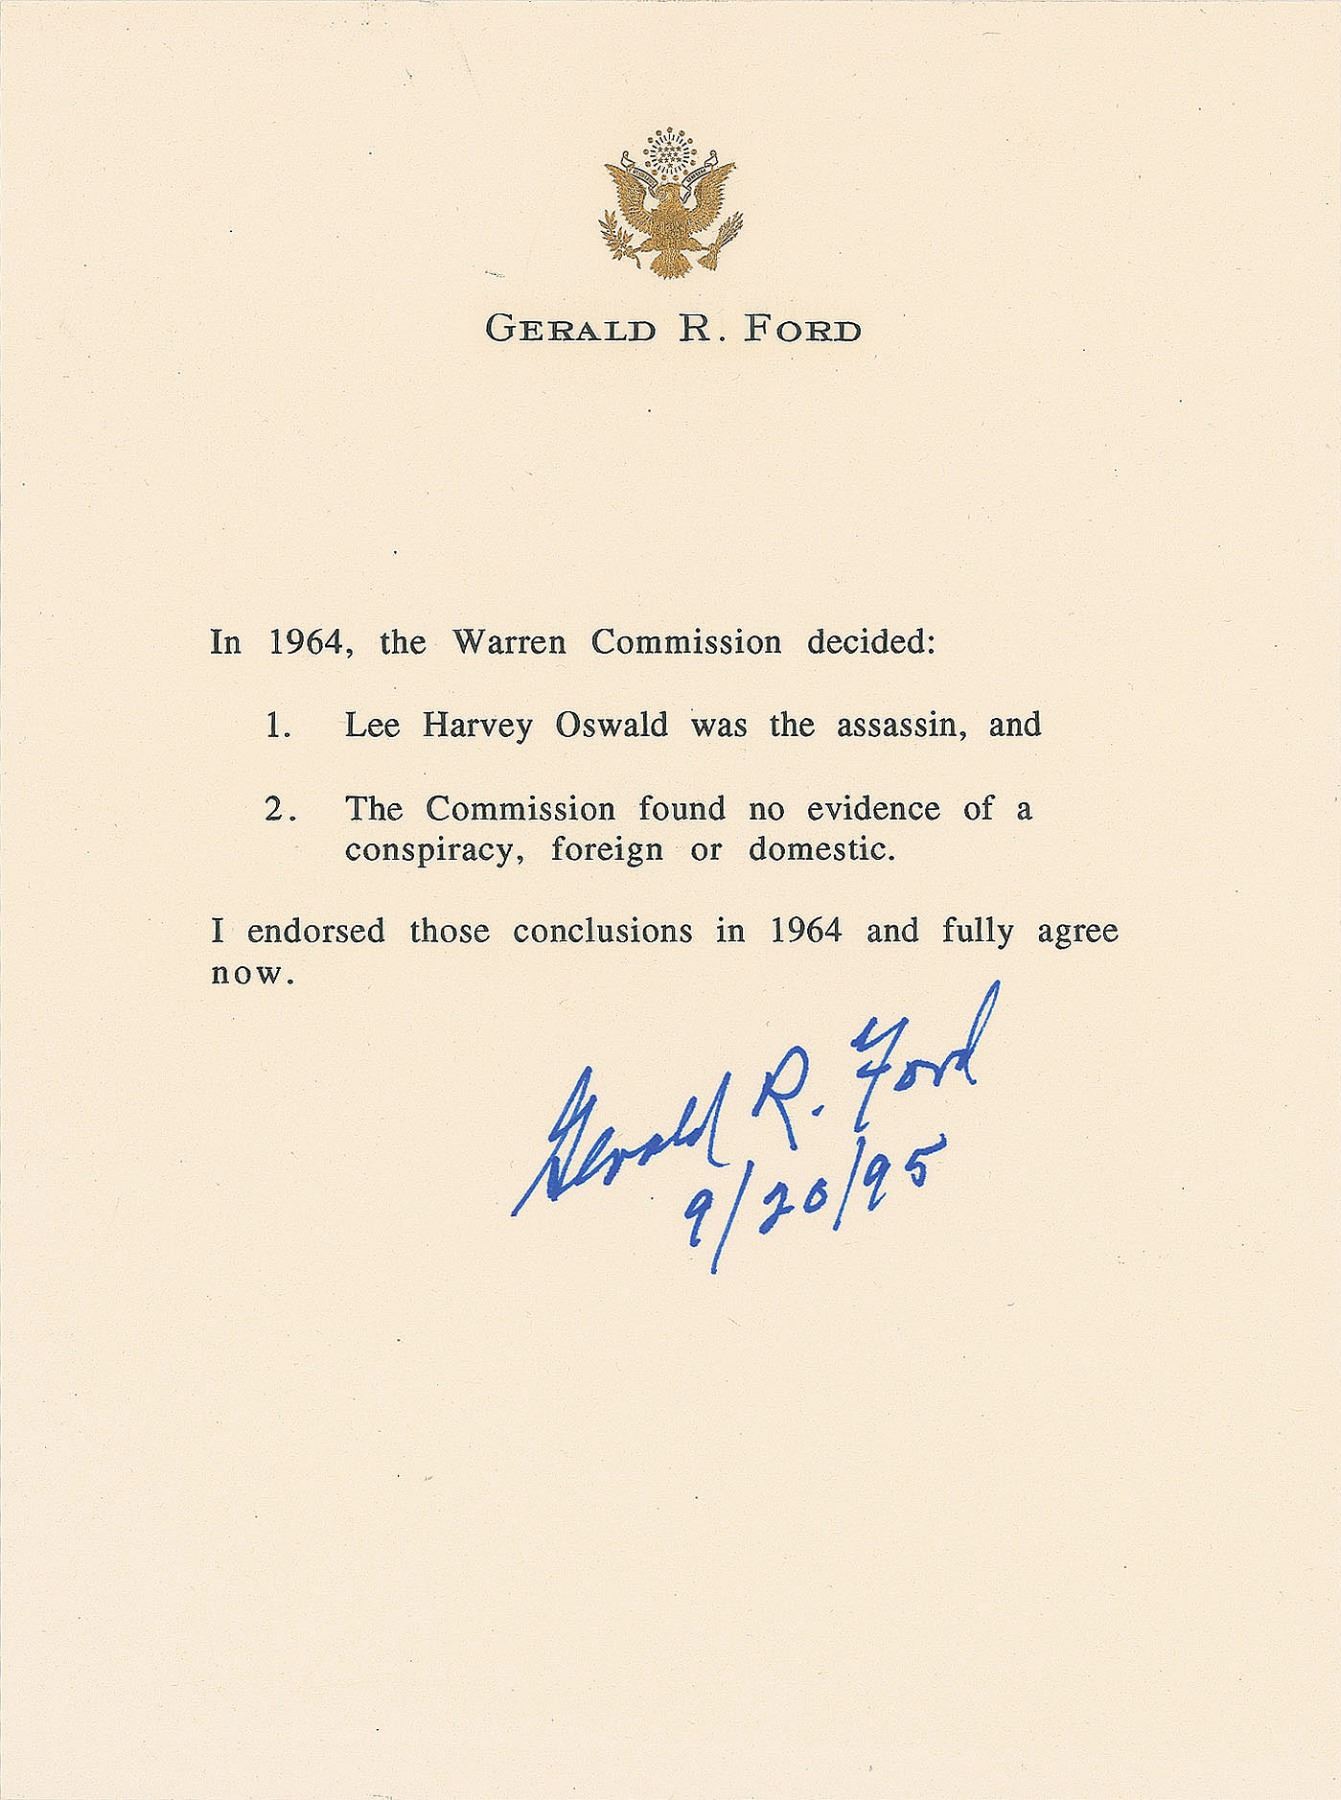 GERALD R. FORD
In 1964, the Warren Commission decided:
1. Lee Harvey Oswald was the assassin, and
2. The Commission found no evidence of a
conspiracy, foreign or domestic.
I endorsed those conclusions in 1964 and fully agree
now.
Gerald R. Ford
9/20/95